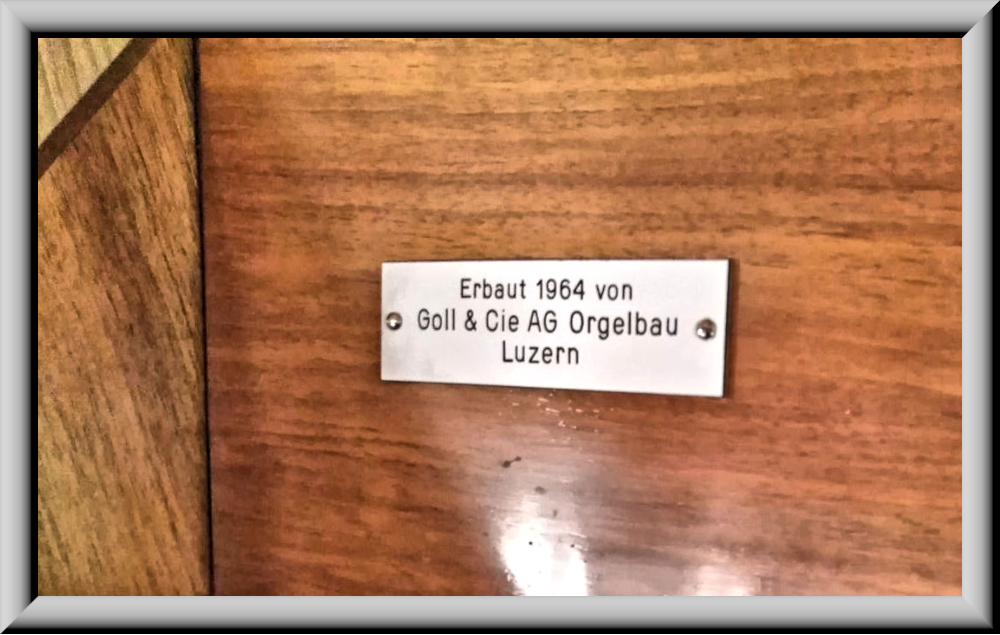 Erbaut 1964 von
Goll & Cie AG Orgelbau
Luzern